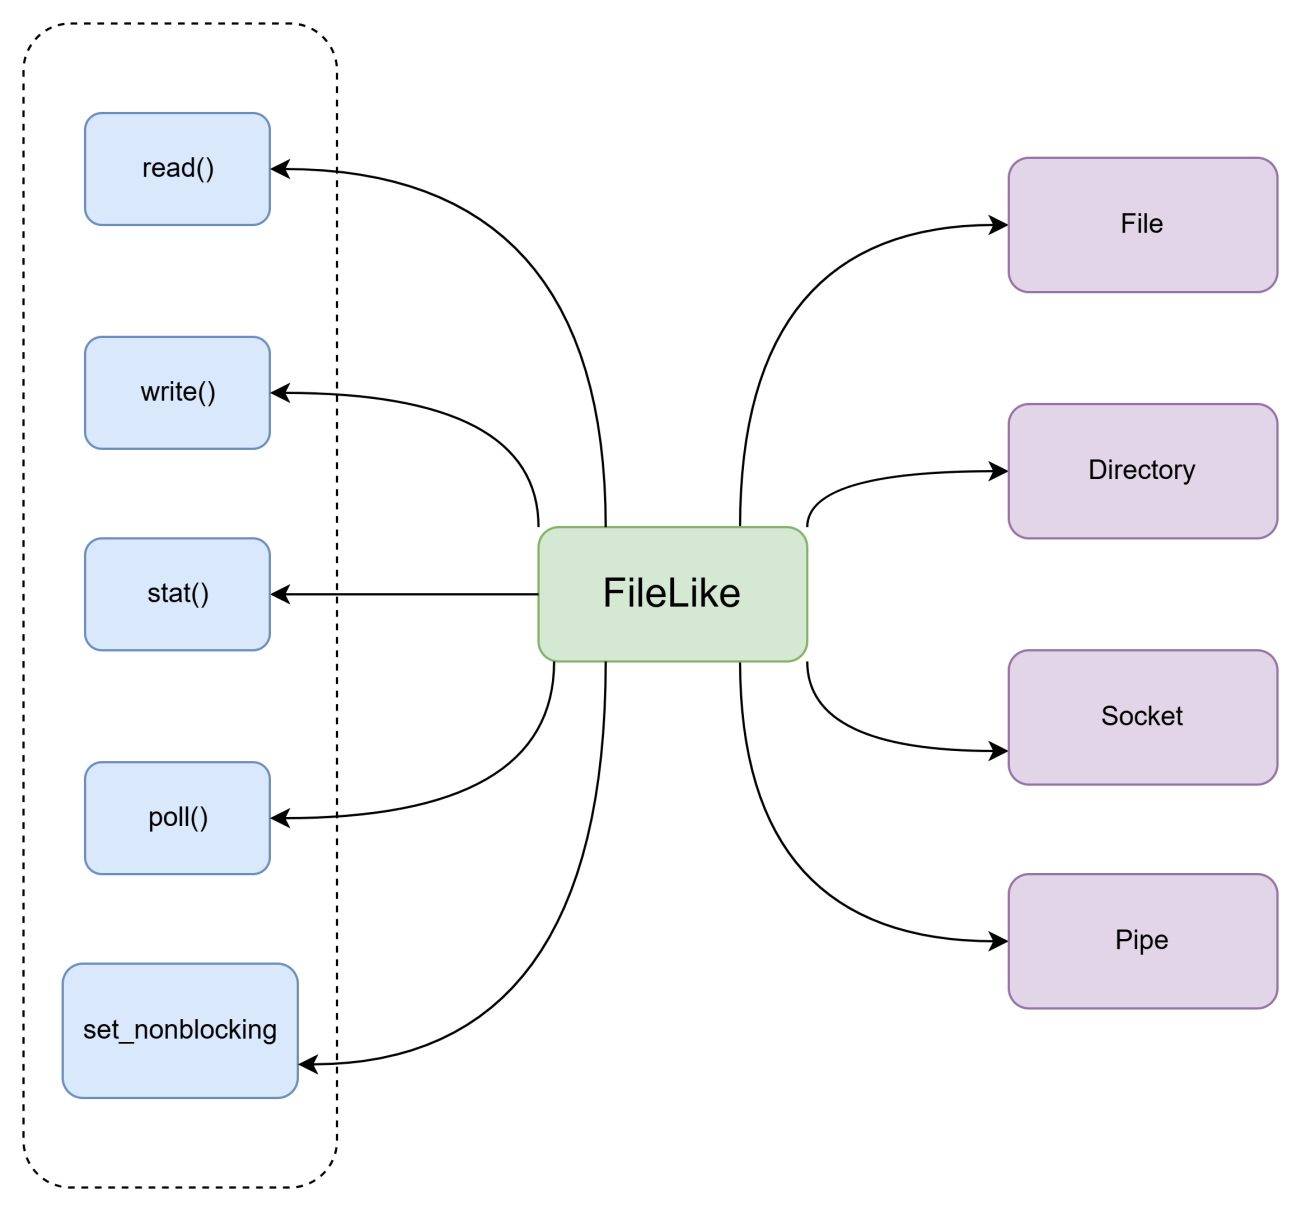 read()
write()
stat()
poll()
set_nonblocking
FileLike
File
Directory
Socket
Pipe